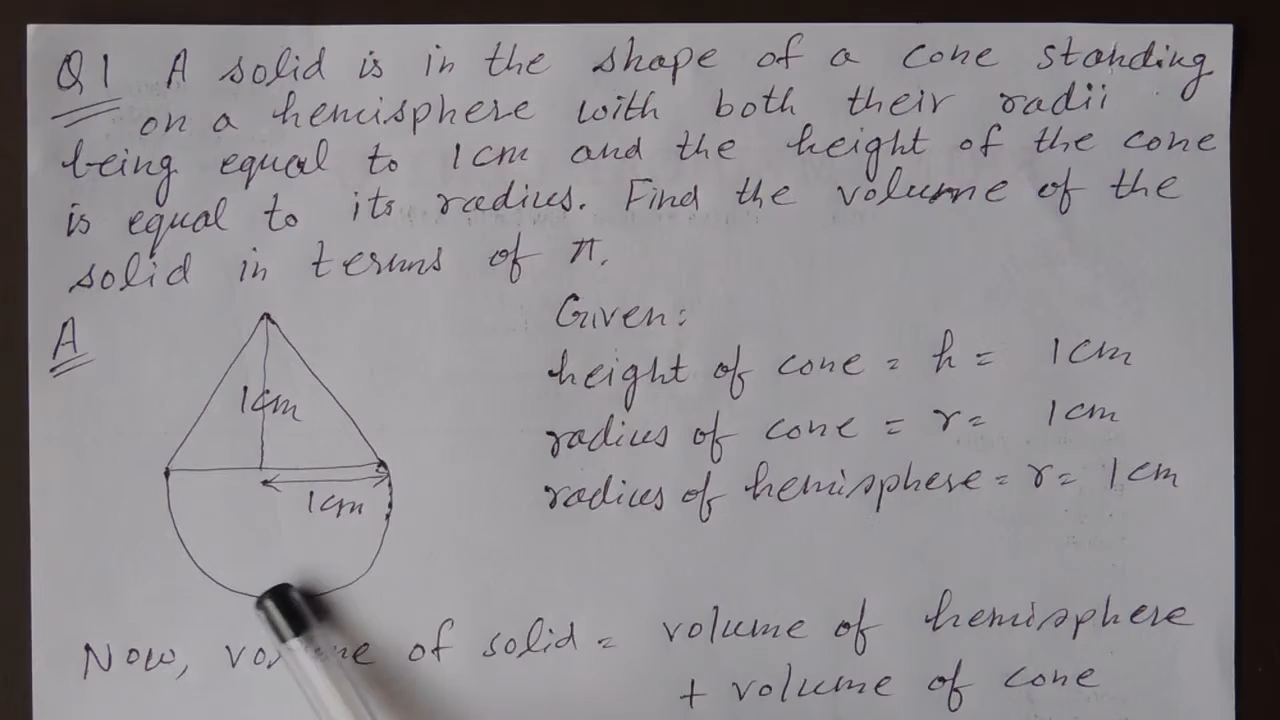 Q1 A solid is in the shape of a cone standing
on a hemisphere with both their radii
being equal to 1cm and the height of the cone
is equal to its radius. Find the volume of the
solid in terms of π.
A
Given:
height of cone = h = 1cm
radius of cone = r = 1cm
radius of hemisphere = r = 1cm
1cm
1cm
Now, of solid = volume of hemisphere
+ volume of cone